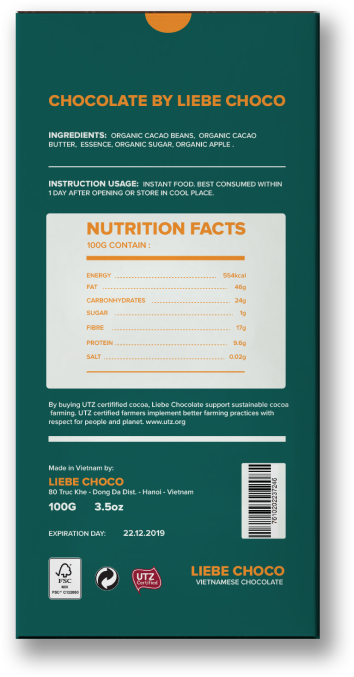 CHOCOLATE BY LIEBE CHOCO
INGREDIENTS: ORGANIC CACAO BEANS, ORGANIC CACAO
BUTTER, ESSENCE, ORGANIC SUGAR, ORGANIC APPLE .
INSTRUCTION USAGE: INSTANT FOOD. BEST CONSUMED WITHIN
1 DAY AFTER OPENING OR STORE IN COOL PLACE.
NUTRITION FACTS
100G CONTAIN :
ENERGY 554kcal
FAT 46g
CARBONHYDRATES 24g
SUGAR 1g
FIBRE 17g
PROTEIN 9.6g
SALT 0.02g
By buying UTZ certifified cocoa, Liebe Chocolate support sustainable cocoa
farming. UTZ certified farmers implement better farming practices with
respect for people and planet. www.utz.org
Made in Vietnam by:
LIEBE CHOCO
80 Truc Khe - Dong Da Dist. - Hanoi - Vietnam
100G 3.5oz
7610202237246
EXPIRATION DAY: 22.12.2019
FSC
MIX
FSC™ C123000
UTZ
Certified
LIEBE CHOCO
VIETNAMESE CHOCOLATE